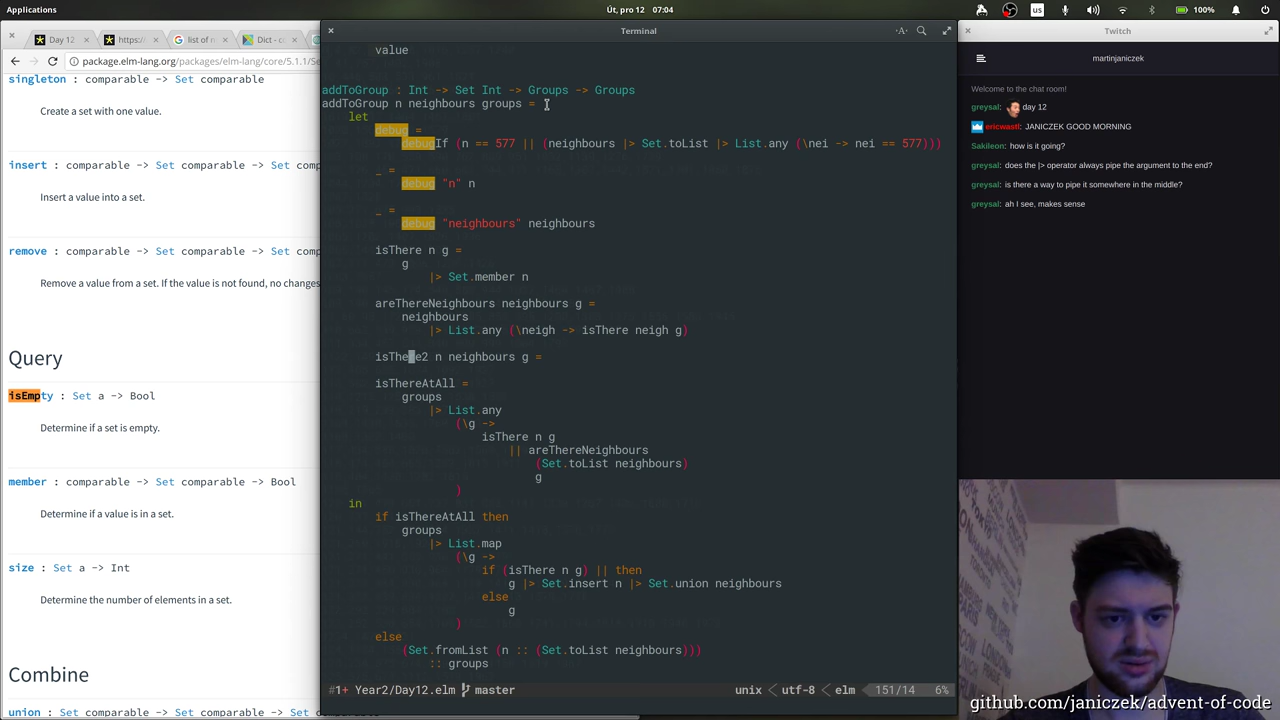 Applications
Út, pro 12 07:04
us
100%
Day 12
https:/
list of n
Dict - co
package.elm-lang.org/packages/elm-lang/core/5.1.1/Se
singleton : comparable -> Set comparable
Create a set with one value.
insert : comparable -> Set comparable -> Set comp
Insert a value into a set.
remove : comparable -> Set comparable -> Set comp
Remove a value from a set. If the value is not found, no changes
Query
isEmpty : Set a -> Bool
Determine if a set is empty.
member : comparable -> Set comparable -> Bool
Determine if a value is in a set.
size : Set a -> Int
Determine the number of elements in a set.
Combine
union : Set comparable -> Set comparable -> Set comparable
Terminal
value
addToGroup : Int -> Set Int -> Groups -> Groups
addToGroup n neighbours groups =
let
debug =
debugIf (n == 577 || (neighbours |> Set.toList |> List.any (\nei -> nei == 577)))
_ =
debug "n" n
_ =
debug "neighbours" neighbours
isThere n g =
g
|> Set.member n
areThereNeighbours neighbours g =
neighbours
|> List.any (\neigh -> isThere neigh g)
isThere2 n neighbours g =
isThereAtAll =
groups
|> List.any
(\g ->
isThere n g
|| areThereNeighbours
(Set.toList neighbours)
g
)
in
if isThereAtAll then
groups
|> List.map
(\g ->
if (isThere n g) || then
g |> Set.insert n |> Set.union neighbours
else
g
)
else
(Set.fromList (n :: (Set.toList neighbours)))
:: groups
#1+ Year2/Day12.elm master
unix < utf-8 < elm 151/14 6%
Twitch
martinjaniczek
Welcome to the chat room!
greysal: day 12
ericwastl: JANICZEK GOOD MORNING
Sakileon: how is it going?
greysal: does the |> operator always pipe the argument to the end?
greysal: is there a way to pipe it somewhere in the middle?
greysal: ah I see, makes sense
github.com/janiczek/advent-of-code